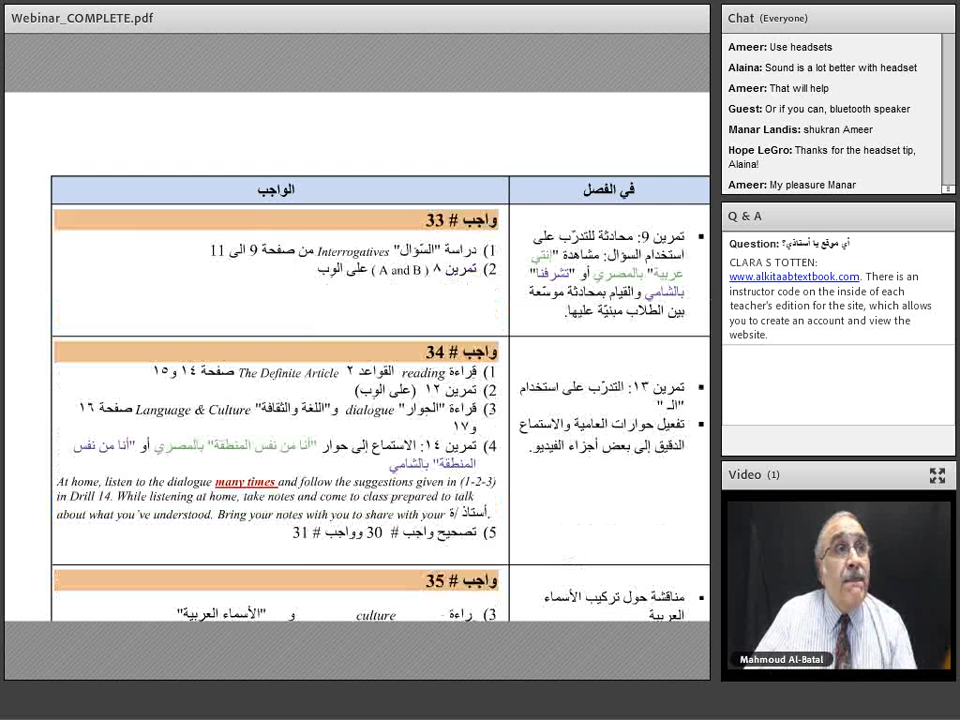 Webinar_COMPLETE.pdf
في الفصل
الواجب
تمرين 9: محادثة للتدرّب على
استخدام السؤال: مشاهدة "إنتي
عربية" بالمصري أو "تشرفنا"
بالشامي والقيام بمحادثة موسّعة
بين الطلاب مبنيّة عليها.
واجب # 33
1) دراسة "السّؤال" Interrogatives من صفحة 9 الى 11
2) تمرين ٨ ( A and B ) على الوب
تمرين ١٣: التدرّب على استخدام
"الـ "
تفعيل حوارات العامية والاستماع
الدقيق إلى بعض أجزاء الفيديو.
واجب # 34
1) قراءة reading القواعد ٢ The Definite Article صفحة ١٤ و١٥
2) تمرين ١٢ (على الوب)
3) قراءة "الحوار" dialogue و"اللغة والثقافة" Language & Culture صفحة ١٦
و١٧
4) تمرين ١٤: الاستماع إلى حوار "أنا من نفس المنطقة" بالمصري أو "أنا من نفس
المنطقة" بالشامي
At home, listen to the dialogue many times and follow the suggestions given in (1-2-3)
in Drill 14. While listening at home, take notes and come to class prepared to talk
about what you've understood. Bring your notes with you to share with your أستاذ /ة.
5) تصحيح واجب # 30 وواجب # 31
مناقشة حول تركيب الأسماء
العربية
واجب # 35
3) راءة culture و "الأسماء العربية"
Chat (Everyone)
Ameer: Use headsets
Alaina: Sound is a lot better with headset
Ameer: That will help
Guest: Or if you can, bluetooth speaker
Manar Landis: shukran Ameer
Hope LeGro: Thanks for the headset tip,
Alaina!
Ameer: My pleasure Manar
Q & A
Question: أي موقع يا أستاذي؟
CLARA S TOTTEN:
www.alkitaabtextbook.com. There is an
instructor code on the inside of each
teacher's edition for the site, which allows
you to create an account and view the
website.
Video (1)
Mahmoud Al-Batal